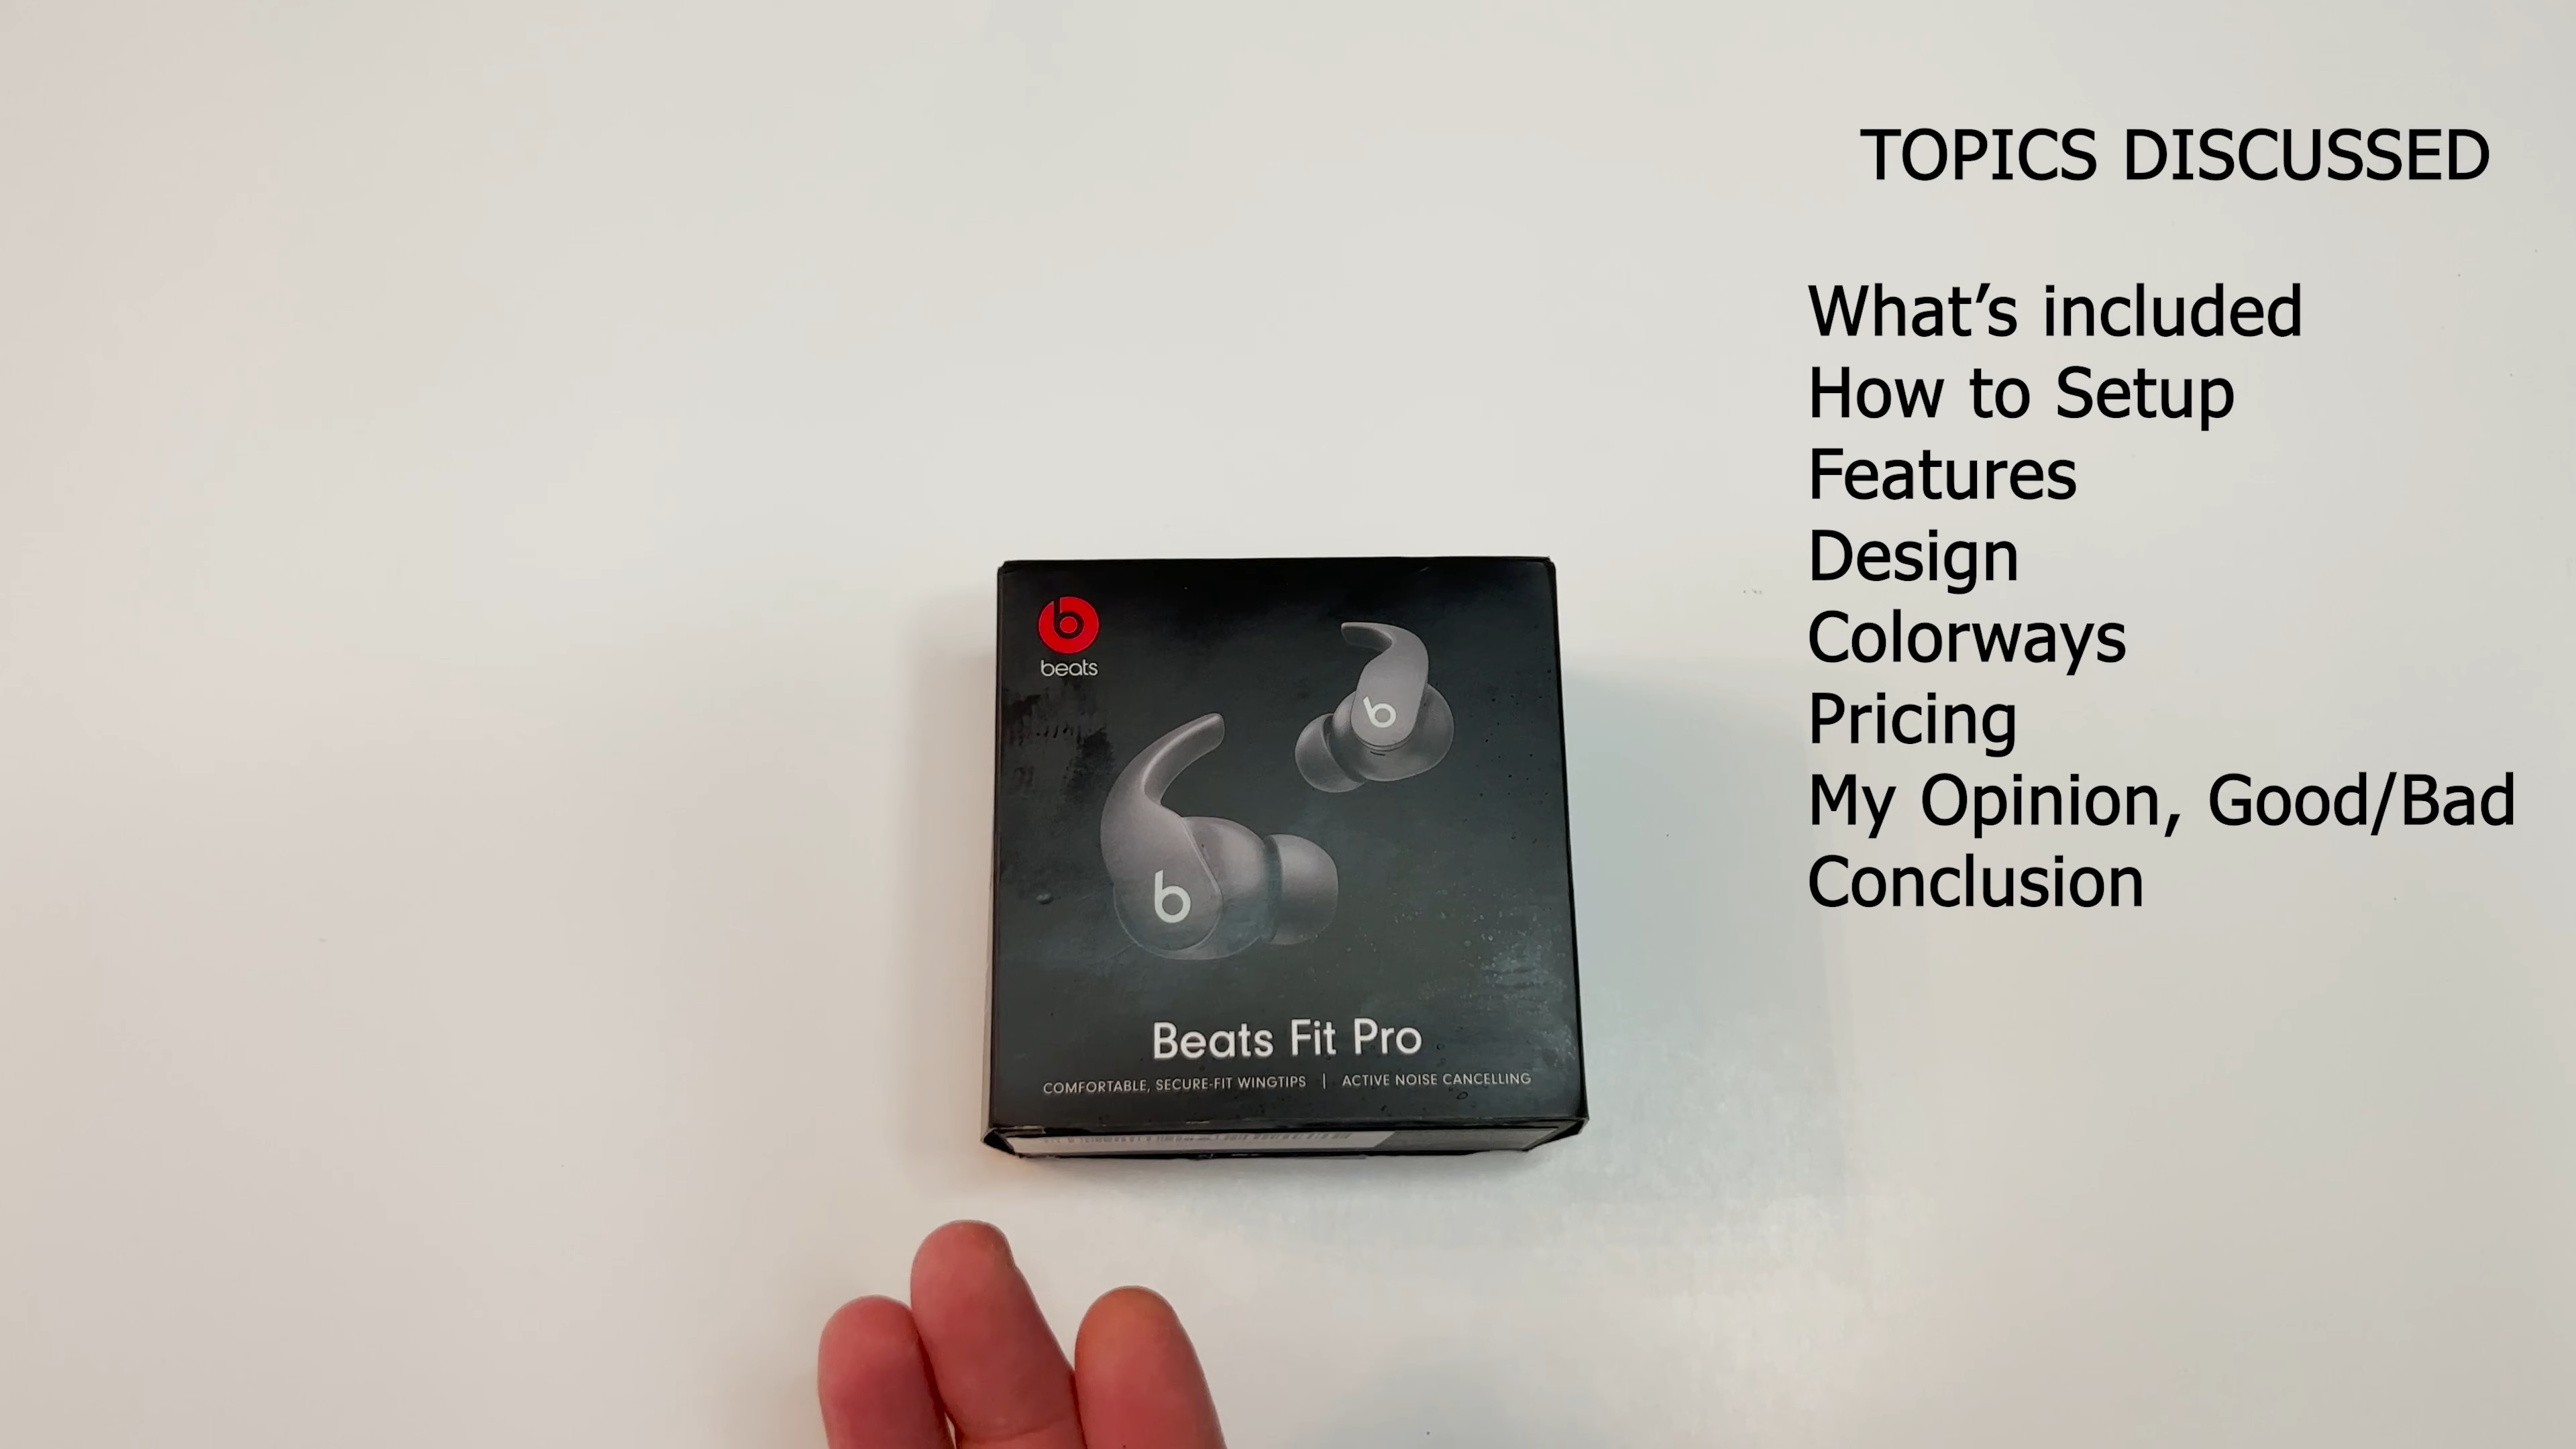 TOPICS DISCUSSED
What’s included
How to Setup
Features
Design
Colorways
Pricing
My Opinion, Good/Bad
Conclusion
b
beats
b
b
Beats Fit Pro
COMFORTABLE, SECURE-FIT WINGTIPS | ACTIVE NOISE CANCELLING